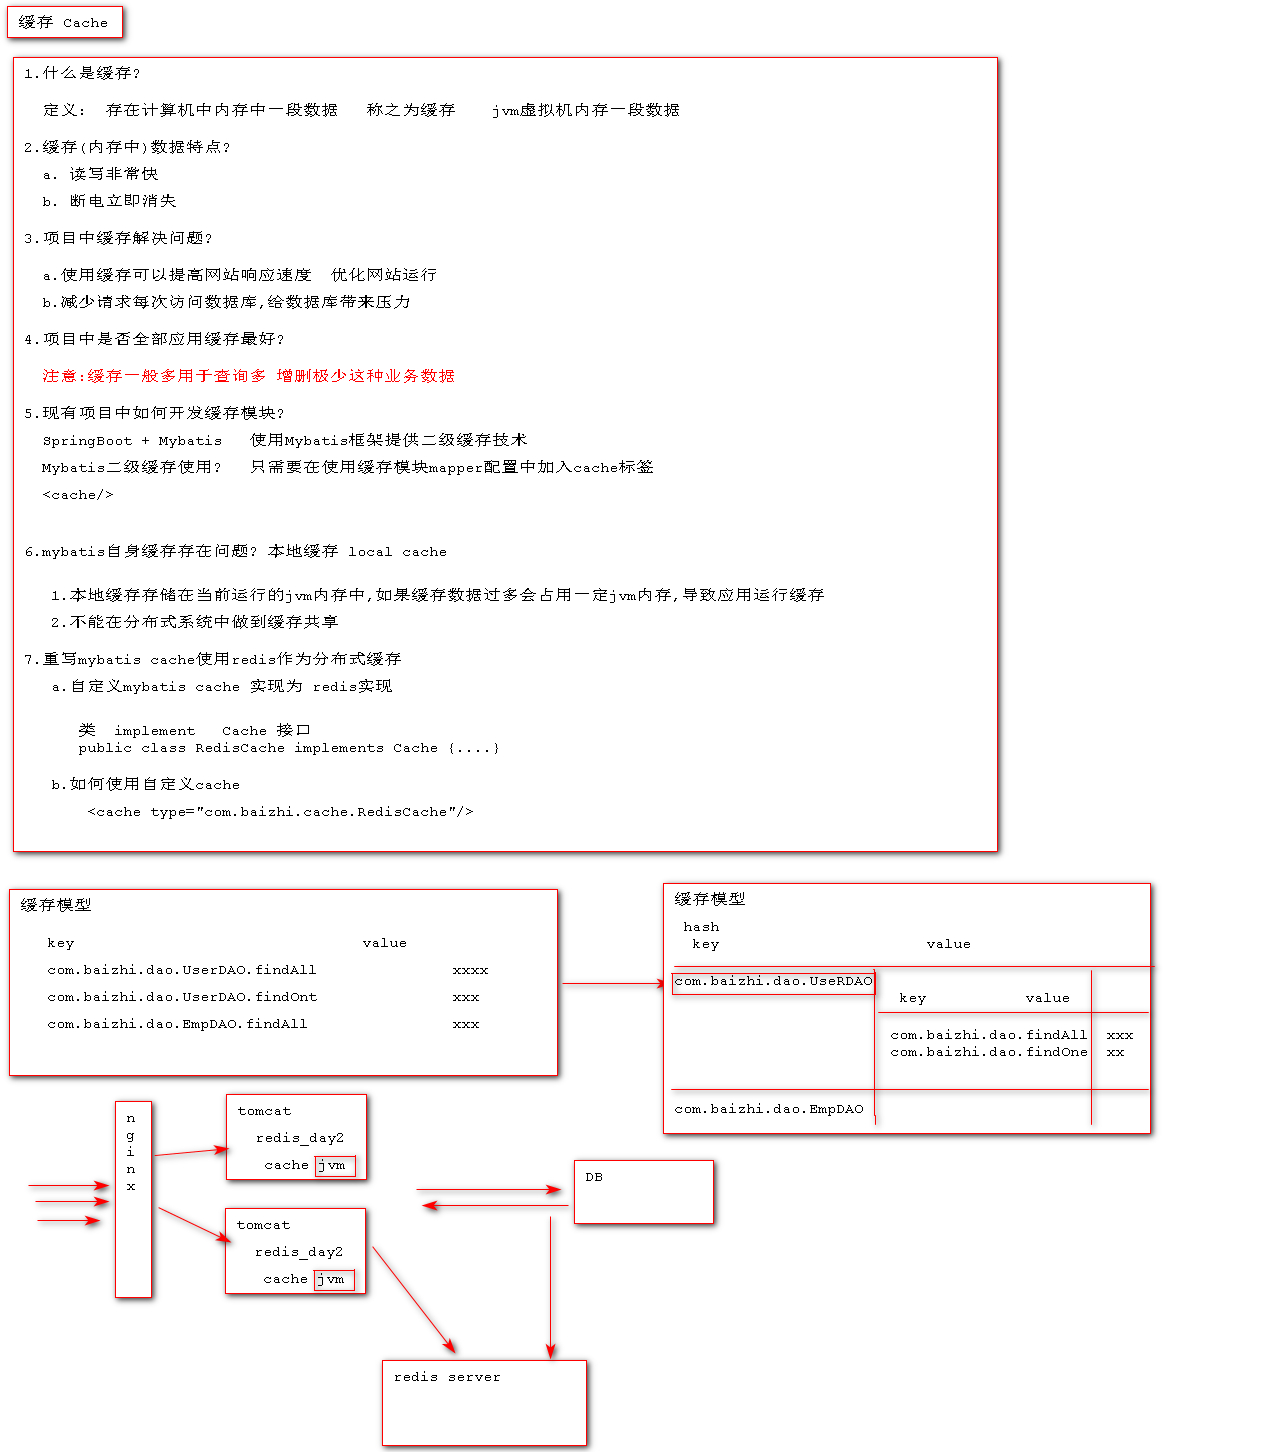 缓存 Cache
1.什么是缓存?
定义: 存在计算机中内存中一段数据 称之为缓存 jvm虚拟机内存一段数据
2.缓存(内存中)数据特点?
a. 读写非常快
b. 断电立即消失
3.项目中缓存解决问题?
a.使用缓存可以提高网站响应速度 优化网站运行
b.减少请求每次访问数据库,给数据库带来压力
4.项目中是否全部应用缓存最好?
注意:缓存一般多用于查询多 增删极少这种业务数据
5.现有项目中如何开发缓存模块?
SpringBoot + Mybatis 使用Mybatis框架提供二级缓存技术
Mybatis二级缓存使用? 只需要在使用缓存模块mapper配置中加入cache标签
<cache/>
6.mybatis自身缓存存在问题? 本地缓存 local cache
1.本地缓存存储在当前运行的jvm内存中,如果缓存数据过多会占用一定jvm内存,导致应用运行缓存
2.不能在分布式系统中做到缓存共享
7.重写mybatis cache使用redis作为分布式缓存
a.自定义mybatis cache 实现为 redis实现
类 implement Cache 接口
public class RedisCache implements Cache {....}
b.如何使用自定义cache
<cache type="com.baizhi.cache.RedisCache"/>
缓存模型
key value
com.baizhi.dao.UserDAO.findAll xxxx
com.baizhi.dao.UserDAO.findOnt xxx
com.baizhi.dao.EmpDAO.findAll xxx
缓存模型
hash
key value
com.baizhi.dao.UseRDAO
key value
com.baizhi.dao.findAll xxx
com.baizhi.dao.findOne xx
com.baizhi.dao.EmpDAO
n
g
i
n
x
tomcat
redis_day2
cache jvm
tomcat
redis_day2
cache jvm
DB
redis server